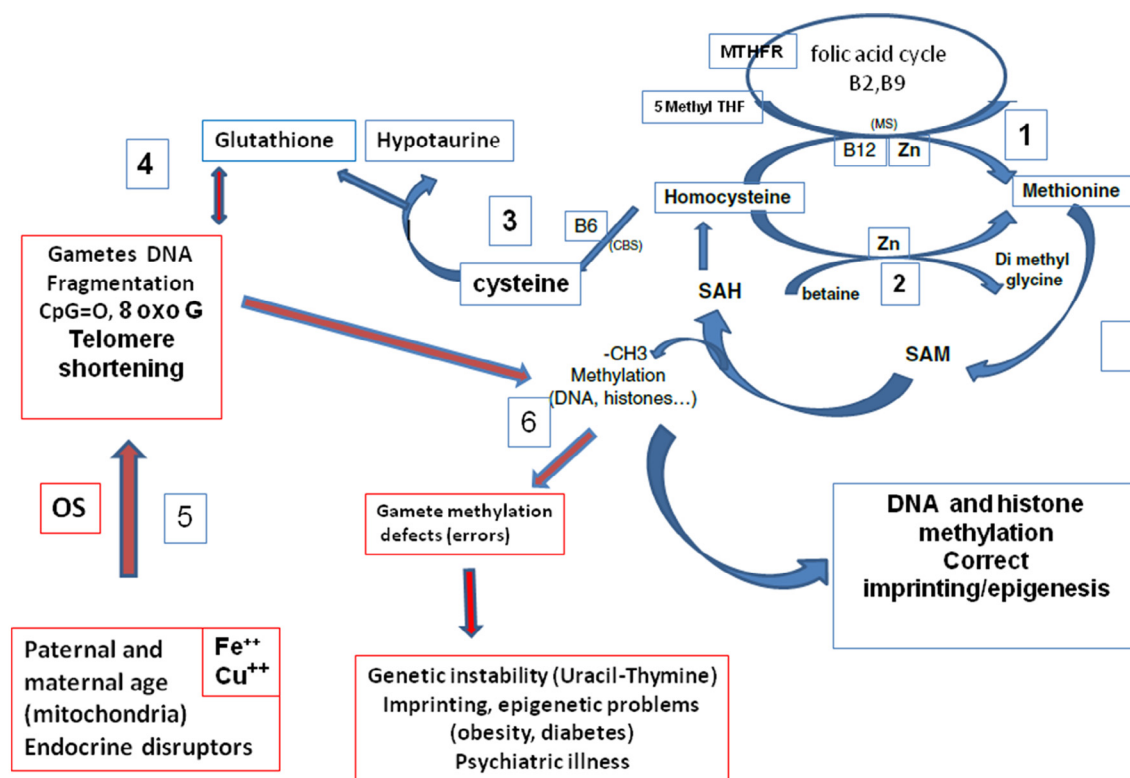 MTHFR
folic acid cycle
B2,B9
5 Methyl THF
(MS)
1
B12
Zn
4
Glutathione
Hypotaurine
Homocysteine
Methionine
3
B6
(CBS)
cysteine
Zn
2
betaine
Di methyl
glycine
Gametes DNA
Fragmentation
CpG=O, 8 oxo G
Telomere
shortening
SAH
SAM
-CH3
Methylation
(DNA, histones...)
6
OS
5
Gamete methylation
defects (errors)
DNA and histone
methylation
Correct
imprinting/epigenesis
Paternal and
maternal age
(mitochondria)
Endocrine disruptors
Fe++
Cu++
Genetic instability (Uracil-Thymine)
Imprinting, epigenetic problems
(obesity, diabetes)
Psychiatric illness